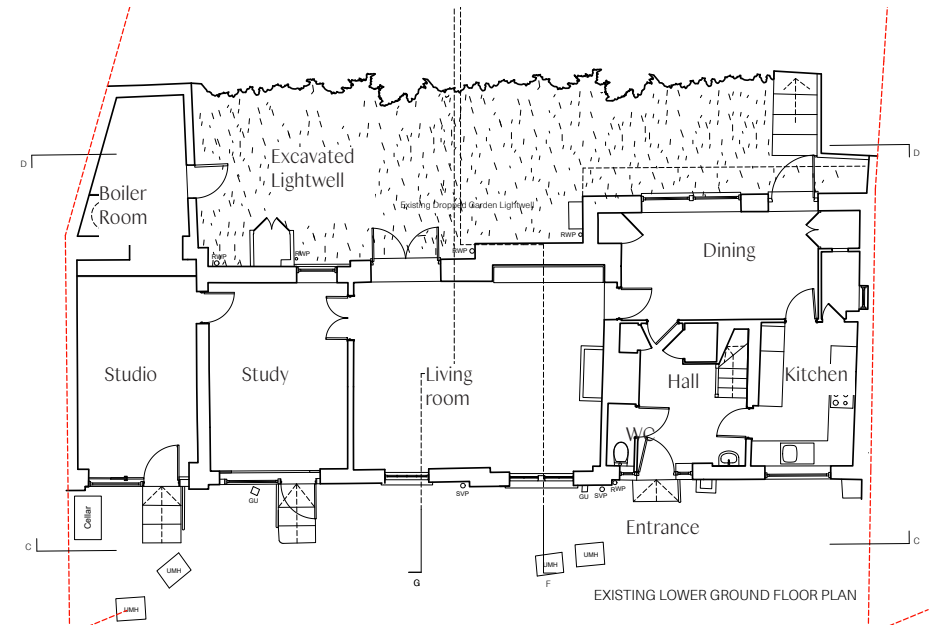 D
D
Excavated
Lightwell
Boiler
Room
Existing Dropped Garden Lightwell
RWP
RWP
RWP
RWP
Dining
Studio
Study
Living
room
Hall
Kitchen
WC
GU
SVP
GU
SVP
RWP
Cellar
Entrance
C
C
UMH
UMH
UMH
UMH
G
F
EXISTING LOWER GROUND FLOOR PLAN